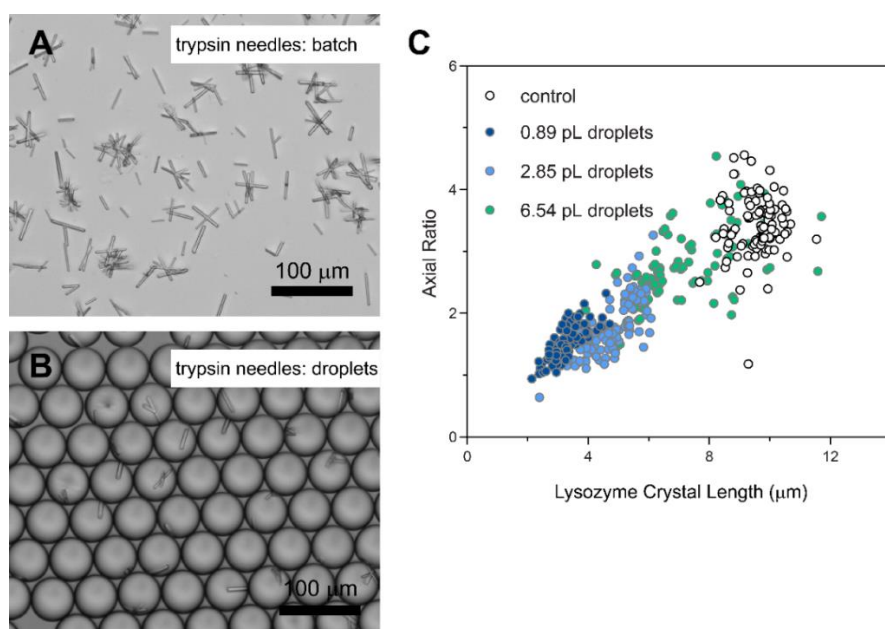 A
trypsin needles: batch
100 μm
B
trypsin needles: droplets
100 μm
C
6
4
2
0
0
4
8
12
Axial Ratio
Lysozyme Crystal Length (μm)
control
0.89 pL droplets
2.85 pL droplets
6.54 pL droplets